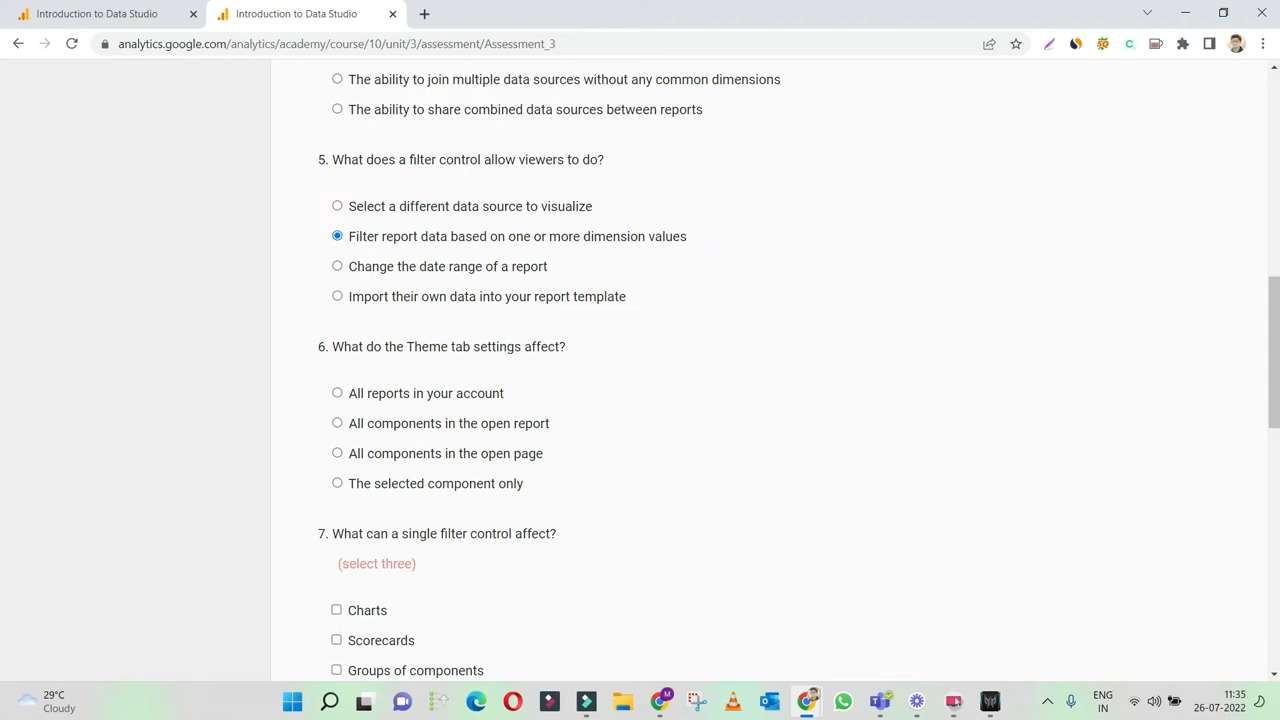 Introduction to Data Studio
Introduction to Data Studio
analytics.google.com/analytics/academy/course/10/unit/3/assessment/Assessment_3
The ability to join multiple data sources without any common dimensions
The ability to share combined data sources between reports
5. What does a filter control allow viewers to do?
Select a different data source to visualize
Filter report data based on one or more dimension values
Change the date range of a report
Import their own data into your report template
6. What do the Theme tab settings affect?
All reports in your account
All components in the open report
All components in the open page
The selected component only
7. What can a single filter control affect?
(select three)
Charts
Scorecards
Groups of components
29°C
Cloudy
ENG
IN
11:35
26-07-2022